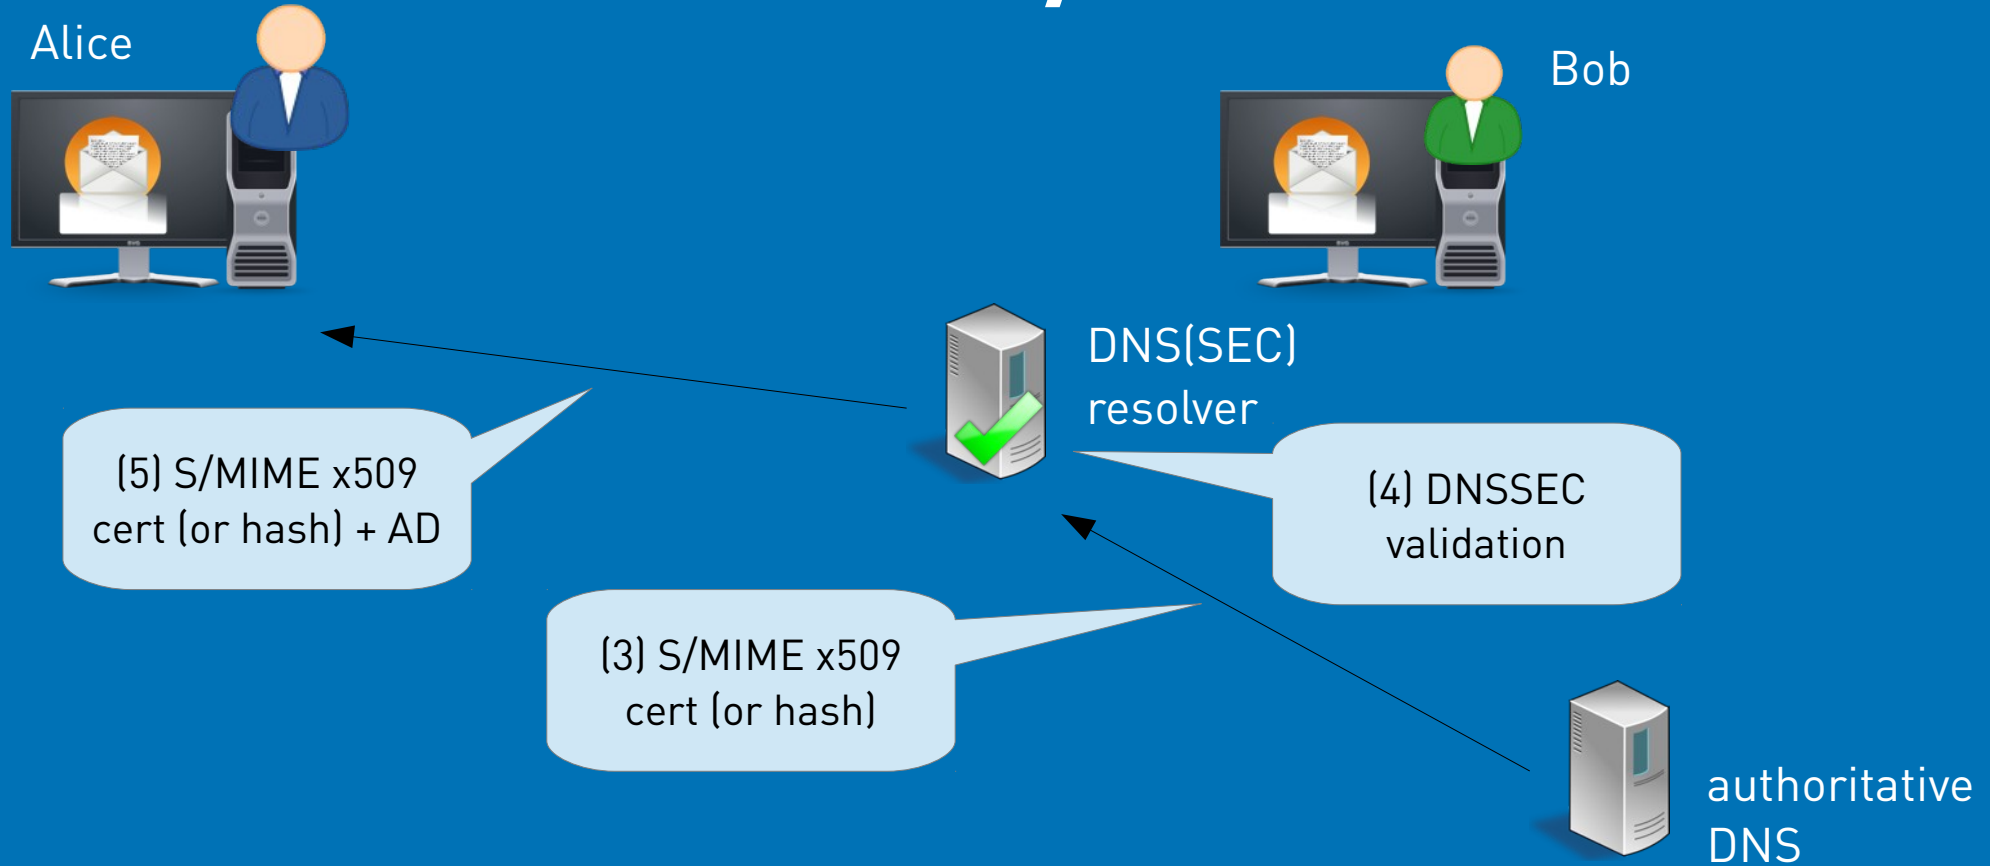 Alice
Bob
DNS(SEC)
resolver
(5) S/MIME x509
cert (or hash) + AD
(4) DNSSEC
validation
(3) S/MIME x509
cert (or hash)
authoritative
DNS